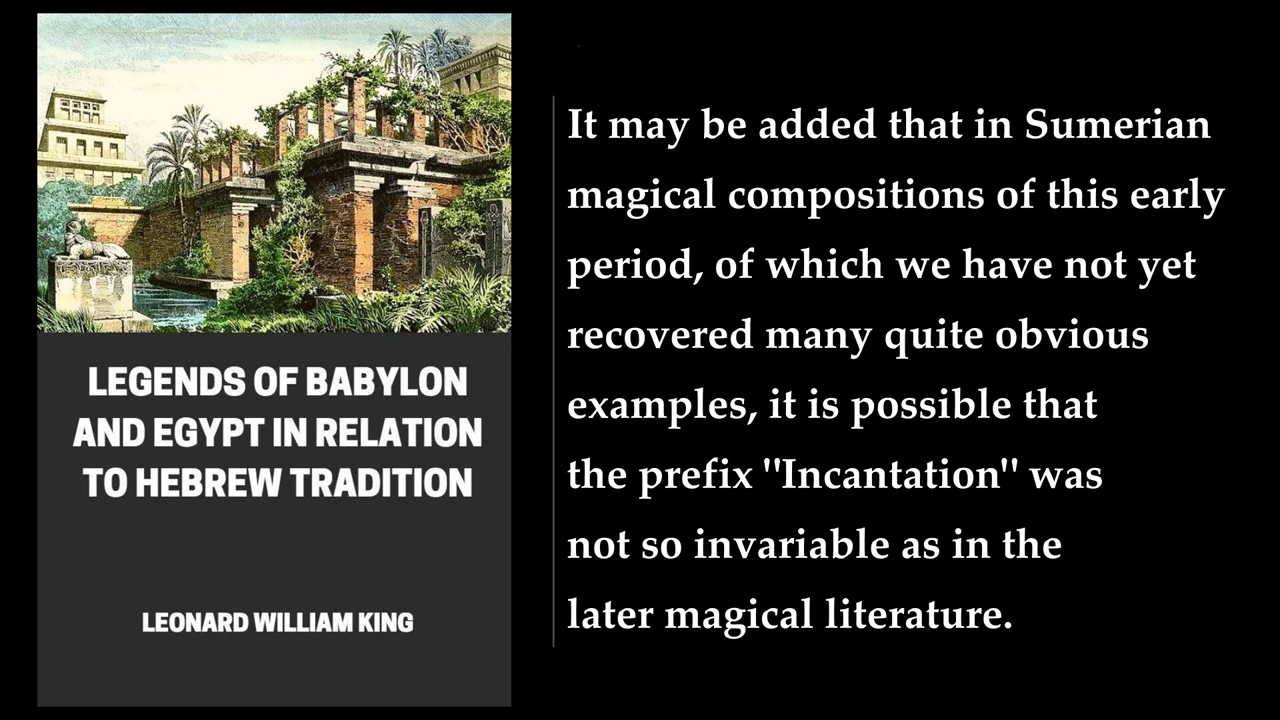 LEGENDS OF BABYLON
AND EGYPT IN RELATION
TO HEBREW TRADITION
LEONARD WILLIAM KING
It may be added that in Sumerian
magical compositions of this early
period, of which we have not yet
recovered many quite obvious
examples, it is possible that
the prefix "Incantation" was
not so invariable as in the
later magical literature.